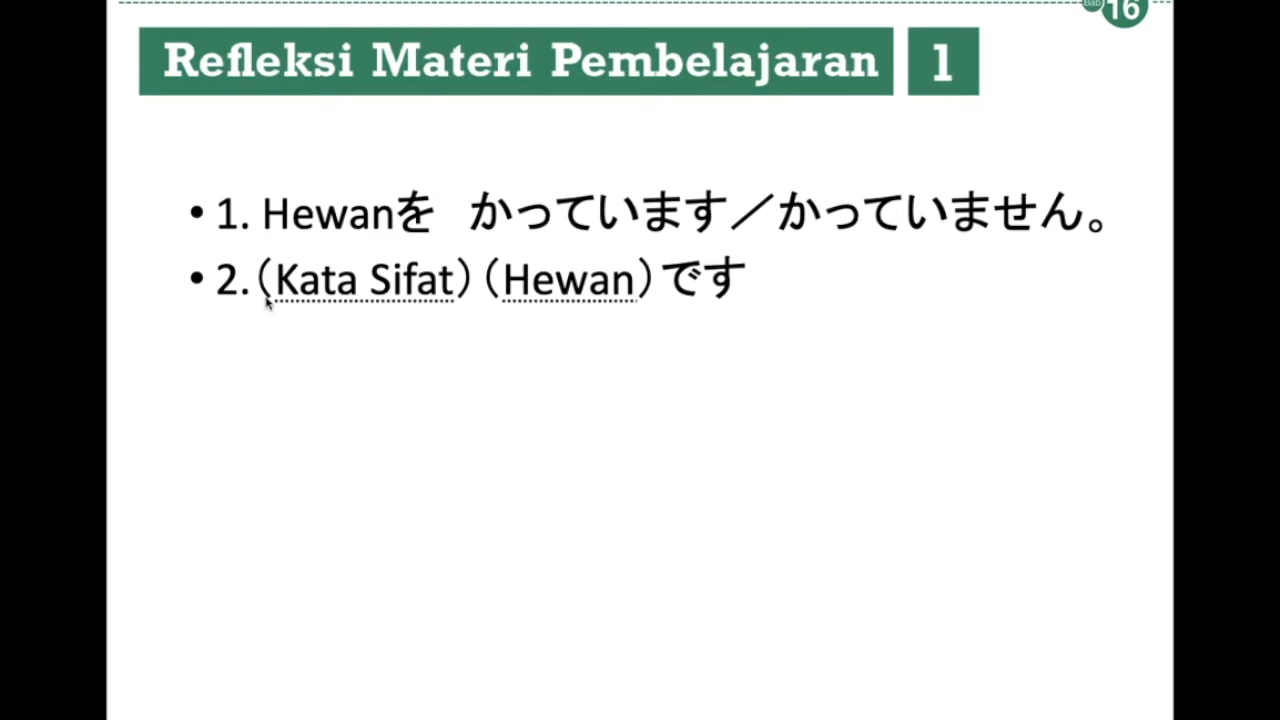 Bab 16
Refleksi Materi Pembelajaran 1
• 1. Hewanを　かっています／かっていません。
• 2.（Kata Sifat）（Hewan）です